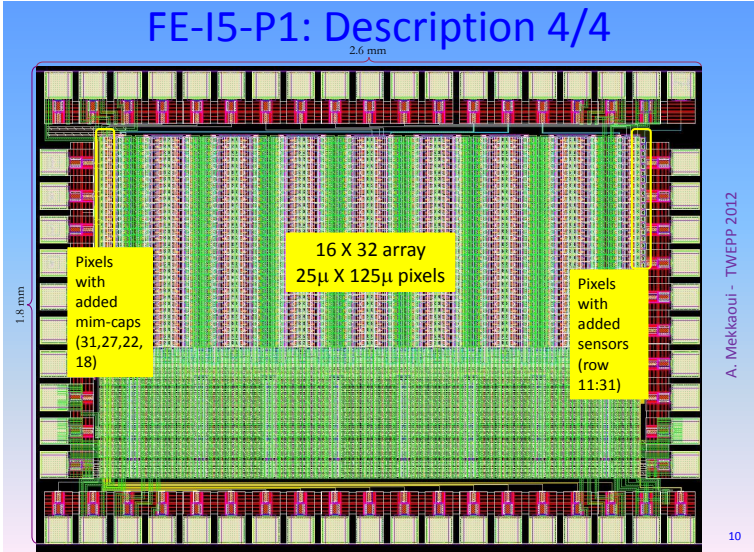 FE-I5-P1: Description 4/4
2.6 mm
1.8 mm
16 X 32 array
25μ X 125μ pixels
Pixels
with
added
mim-caps
(31,27,22,
18)
Pixels
with
added
sensors
(row
11:31)
A. Mekkaoui - TWEPP 2012
10